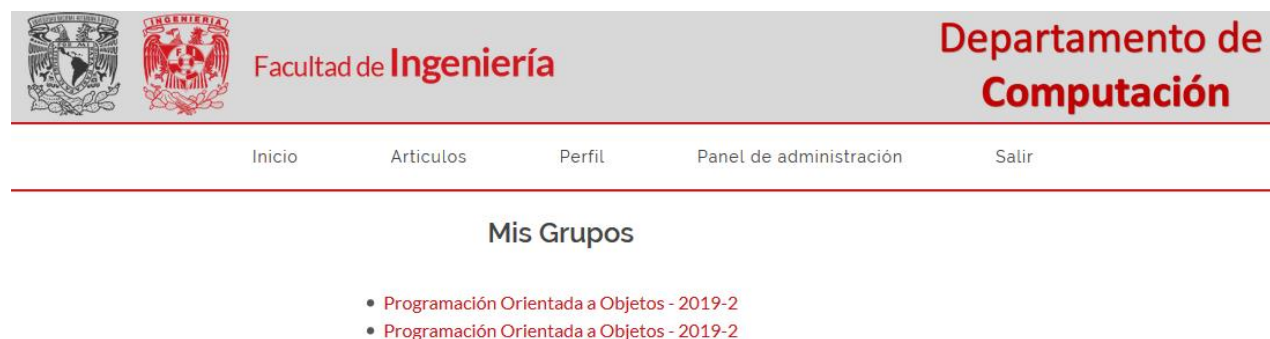 INGENIERIA
Facultad de Ingeniería
Departamento de
Computación
Inicio Articulos Perfil Panel de administración Salir
Mis Grupos
Programación Orientada a Objetos - 2019-2
Programación Orientada a Objetos - 2019-2